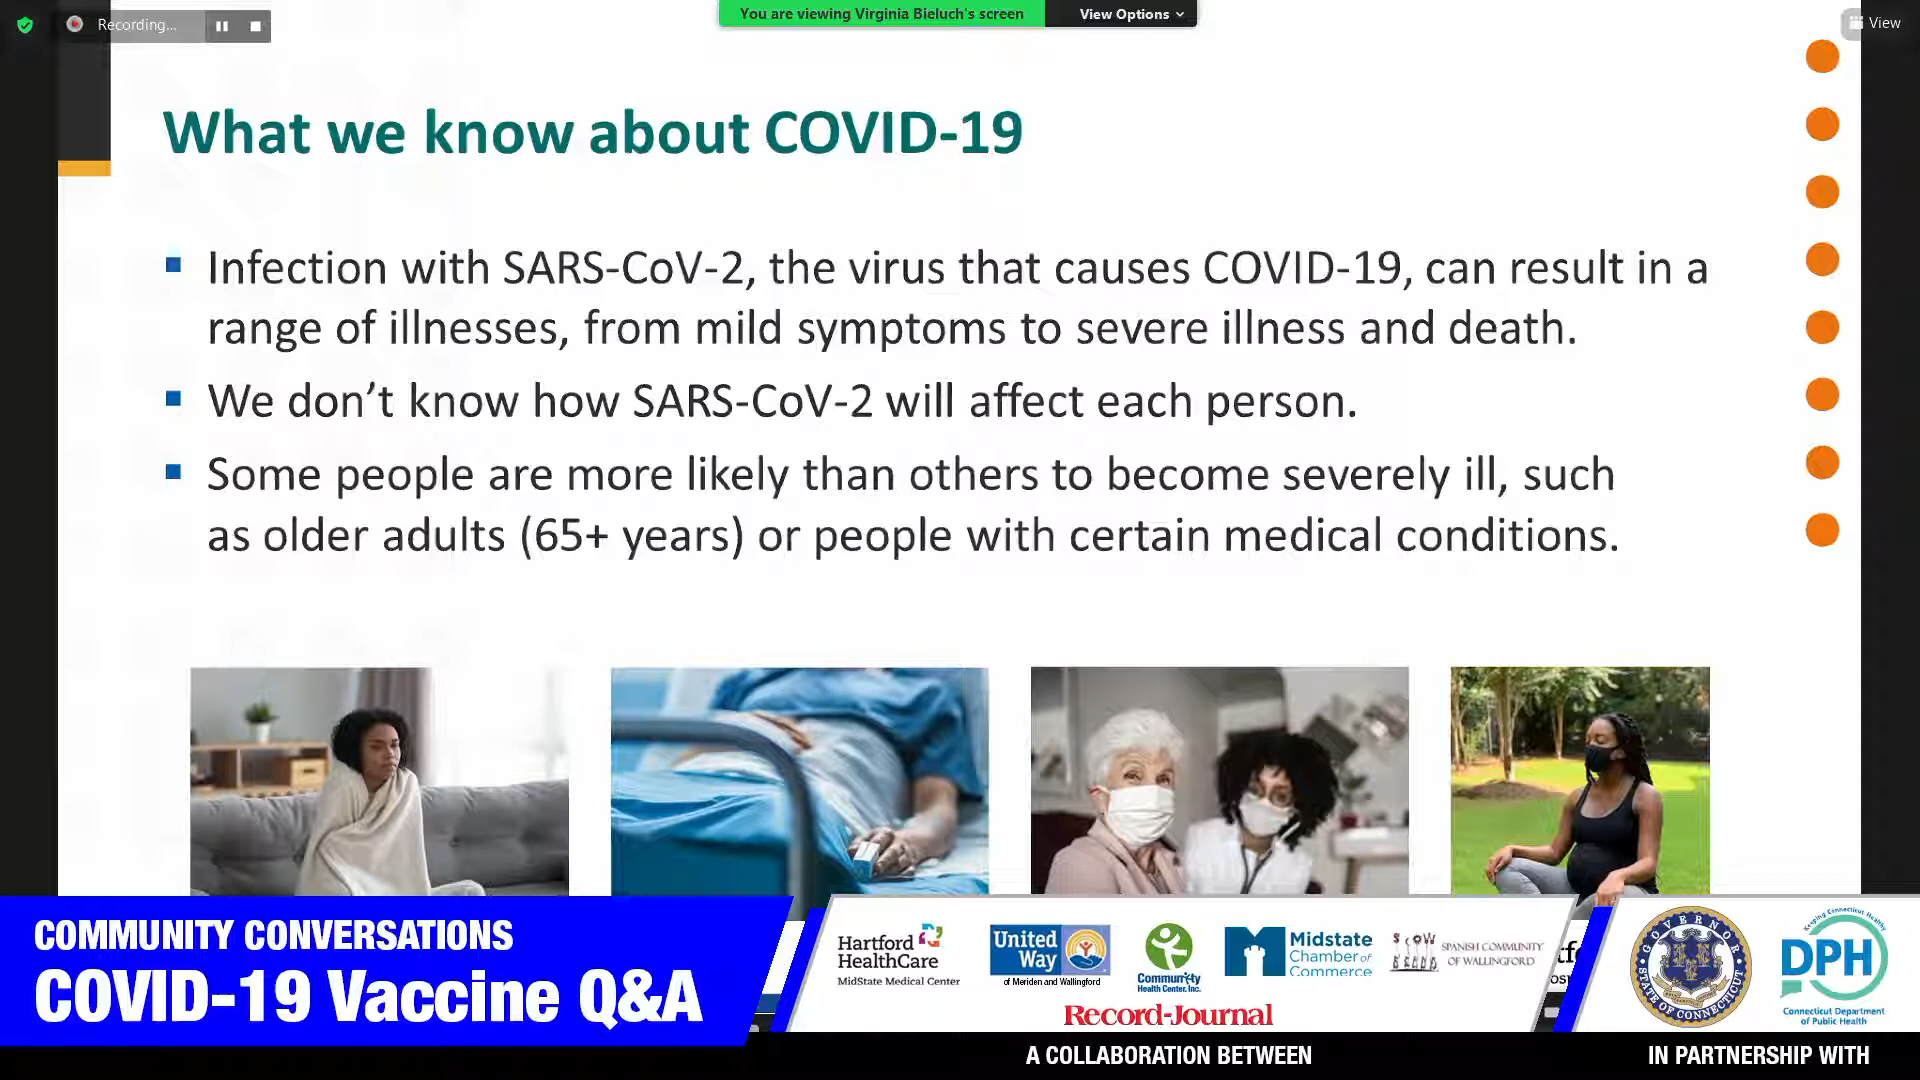 Recording...
You are viewing Virginia Bieluch's screen
View Options
View
What we know about COVID-19
Infection with SARS-CoV-2, the virus that causes COVID-19, can result in a
range of illnesses, from mild symptoms to severe illness and death.
We don't know how SARS-CoV-2 will affect each person.
Some people are more likely than others to become severely ill, such
as older adults (65+ years) or people with certain medical conditions.
COMMUNITY CONVERSATIONS
COVID-19 Vaccine Q&A
Hartford
HealthCare
MidState Medical Center
United
Way
of Meriden and Wallingford
Community
Health Center, Inc.
Midstate
Chamber of
Commerce
SCOW
SPANISH COMMUNITY
OF WALLINGFORD
Record-Journal
GOVERNOR
STATE OF CONNECTICUT
Keeping Connecticut Healthy
DPH
Connecticut Department
of Public Health
A COLLABORATION BETWEEN
IN PARTNERSHIP WITH